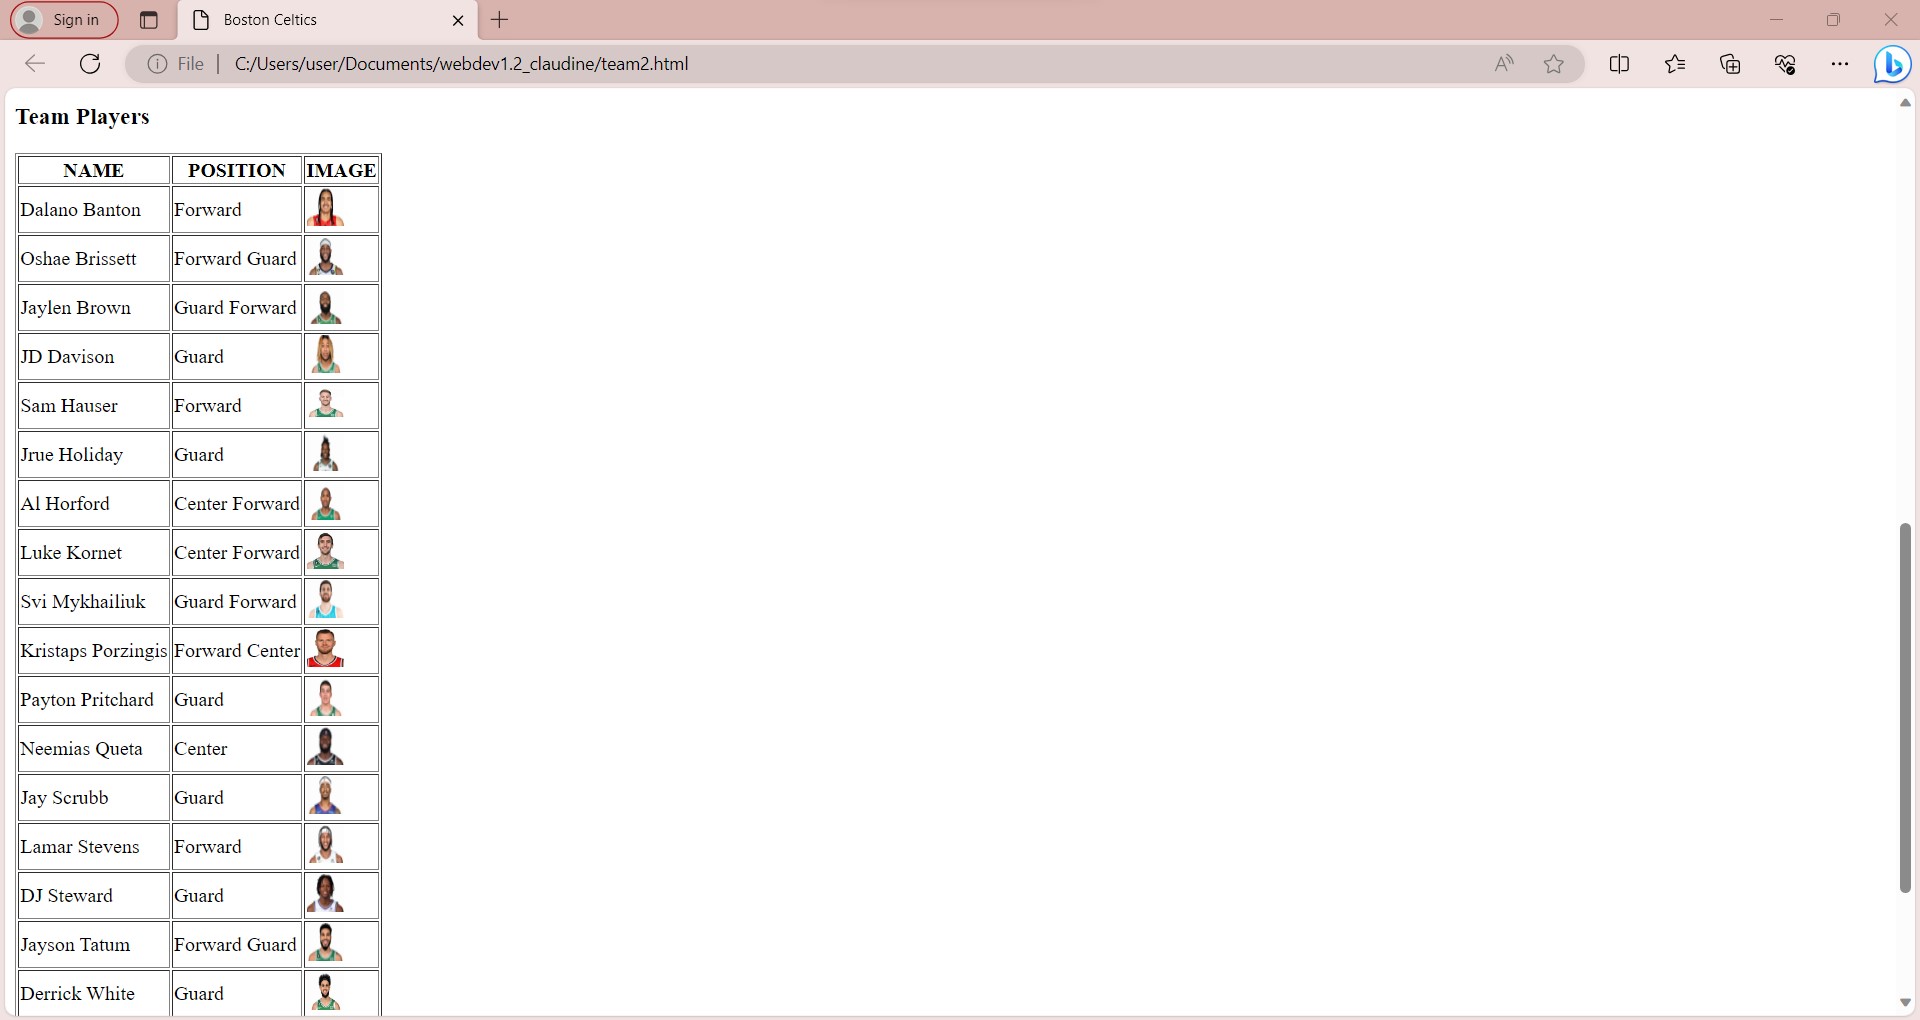 Sign in
Boston Celtics
File
C:/Users/user/Documents/webdev1.2_claudine/team2.html
Team Players
NAME POSITION IMAGE
Dalano Banton Forward
Oshae Brissett Forward Guard
Jaylen Brown Guard Forward
JD Davison Guard
Sam Hauser Forward
Jrue Holiday Guard
Al Horford Center Forward
Luke Kornet Center Forward
Svi Mykhailiuk Guard Forward
Kristaps Porzingis Forward Center
Payton Pritchard Guard
Neemias Queta Center
Jay Scrubb Guard
Lamar Stevens Forward
DJ Steward Guard
Jayson Tatum Forward Guard
Derrick White Guard